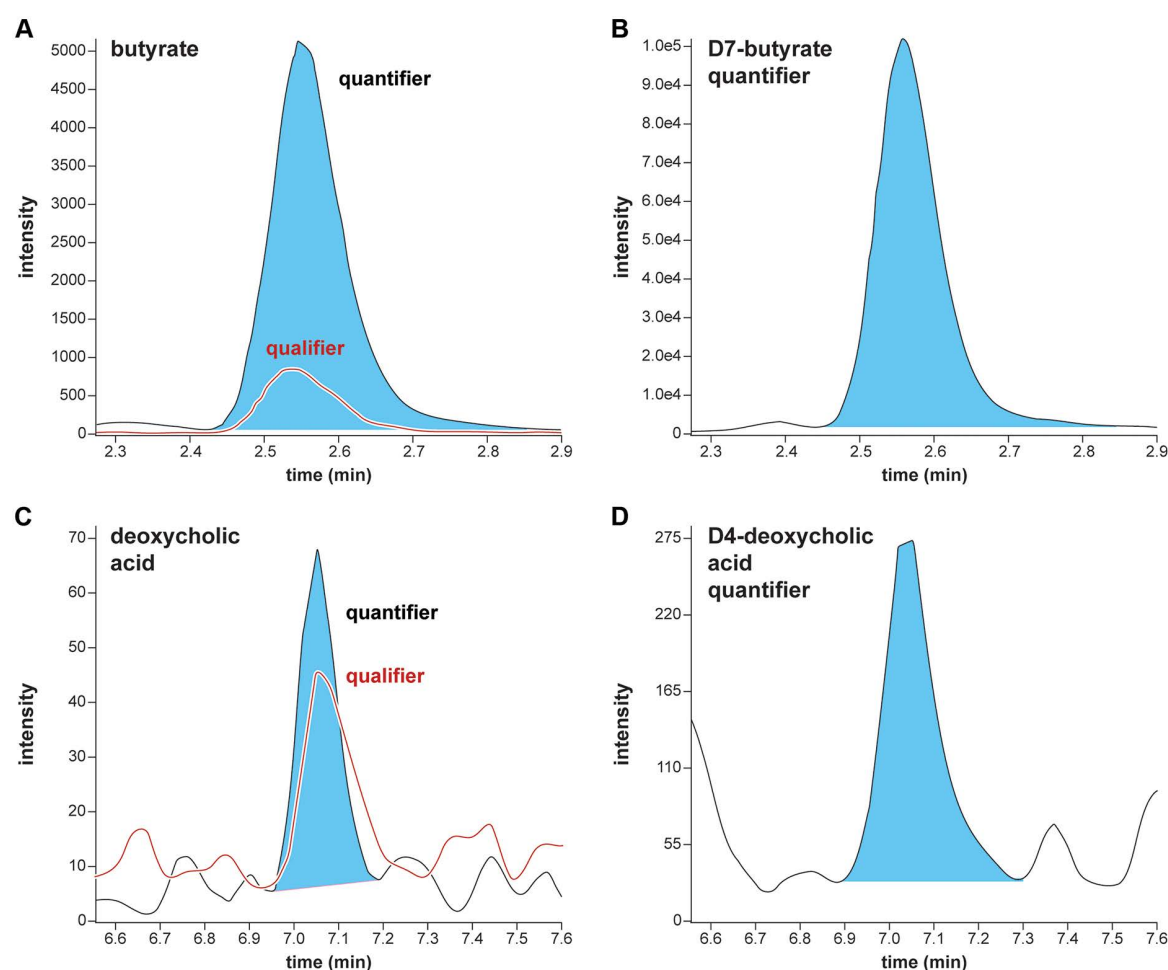 A
butyrate
quantifier
qualifier
intensity
5000
4500
4000
3500
3000
2500
2000
1500
1000
500
0
2.3 2.4 2.5 2.6 2.7 2.8 2.9
time (min)
B
D7-butyrate
quantifier
intensity
1.0e5
9.0e4
8.0e4
7.0e4
6.0e4
5.0e4
4.0e4
3.0e4
2.0e4
1.0e4
0
2.3 2.4 2.5 2.6 2.7 2.8 2.9
time (min)
C
deoxycholic
acid
quantifier
qualifier
intensity
70
60
50
40
30
20
10
0
6.6 6.7 6.8 6.9 7.0 7.1 7.2 7.3 7.4 7.5 7.6
time (min)
D
D4-deoxycholic
acid
quantifier
intensity
275
220
165
110
55
0
6.6 6.7 6.8 6.9 7.0 7.1 7.2 7.3 7.4 7.5 7.6
time (min)